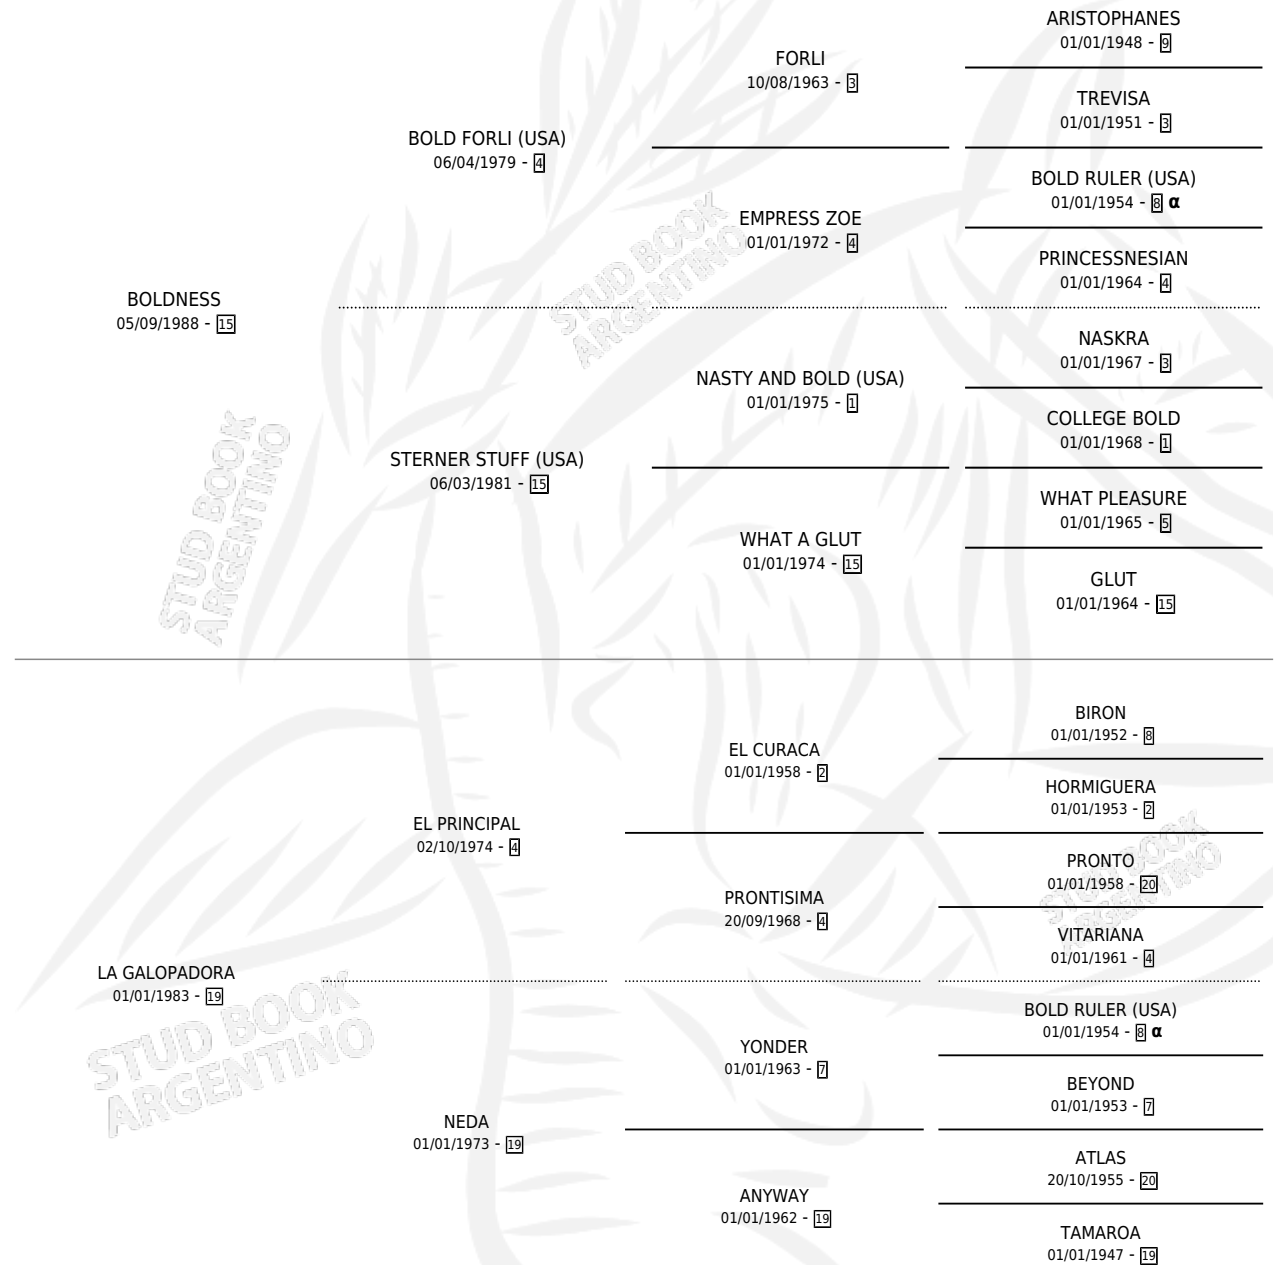 ARISTOPHANES
01/01/1948 - 9
FORLI
10/08/1963 - 3
TREVISA
01/01/1951 - 3
BOLD FORLI (USA)
06/04/1979 - 4
BOLD RULER (USA)
01/01/1954 - 8 α
EMPRESS ZOE
01/01/1972 - 4
PRINCESSNESIAN
01/01/1964 - 4
BOLDNESS
05/09/1988 - 15
NASKRA
01/01/1967 - 3
NASTY AND BOLD (USA)
01/01/1975 - 1
COLLEGE BOLD
01/01/1968 - 1
STERNER STUFF (USA)
06/03/1981 - 15
WHAT PLEASURE
01/01/1965 - 5
WHAT A GLUT
01/01/1974 - 15
GLUT
01/01/1964 - 15
BIRON
01/01/1952 - 8
EL CURACA
01/01/1958 - 2
HORMIGUERA
01/01/1953 - 2
EL PRINCIPAL
02/10/1974 - 4
PRONTO
01/01/1958 - 20
PRONTISIMA
20/09/1968 - 4
VITARIANA
01/01/1961 - 4
LA GALOPADORA
01/01/1983 - 19
BOLD RULER (USA)
01/01/1954 - 8 α
YONDER
01/01/1963 - 7
BEYOND
01/01/1953 - 7
NEDA
01/01/1973 - 19
ATLAS
20/10/1955 - 20
ANYWAY
01/01/1962 - 19
TAMAROA
01/01/1947 - 19
STUD BOOK
ARGENTINO
STUD BOOK
ARGENTINO
STUD BOOK
ARGENTINO
STUD BOOK
ARGENTINO